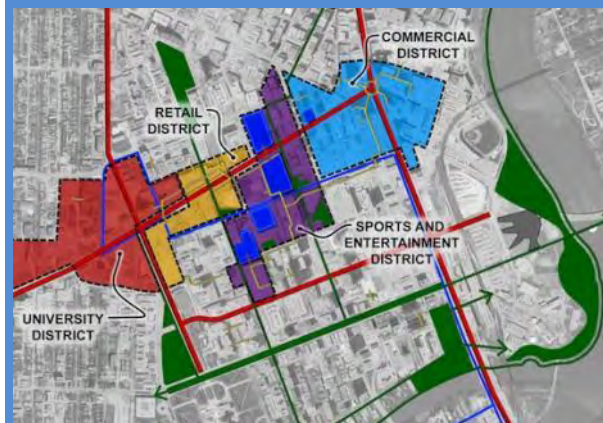 COMMERCIAL
DISTRICT
RETAIL
DISTRICT
SPORTS AND
ENTERTAINMENT
DISTRICT
UNIVERSITY
DISTRICT